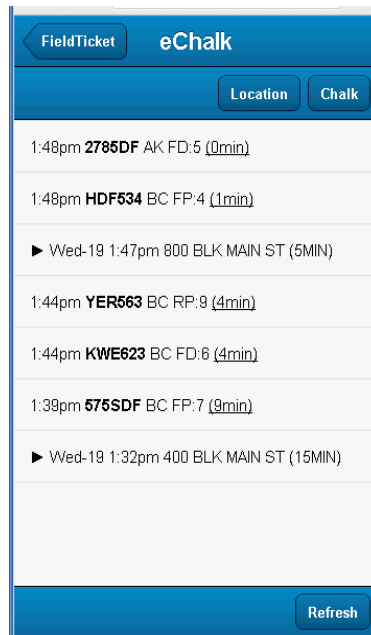 FieldTicket eChalk
Location Chalk
1:48pm 2785DF AK FD:5 (0min)
1:48pm HDF534 BC FP:4 (1min)
► Wed-19 1:47pm 800 BLK MAIN ST (5MIN)
1:44pm YER563 BC RP:9 (4min)
1:44pm KWE623 BC FD:6 (4min)
1:39pm 575SDF BC FP:7 (9min)
► Wed-19 1:32pm 400 BLK MAIN ST (15MIN)
Refresh